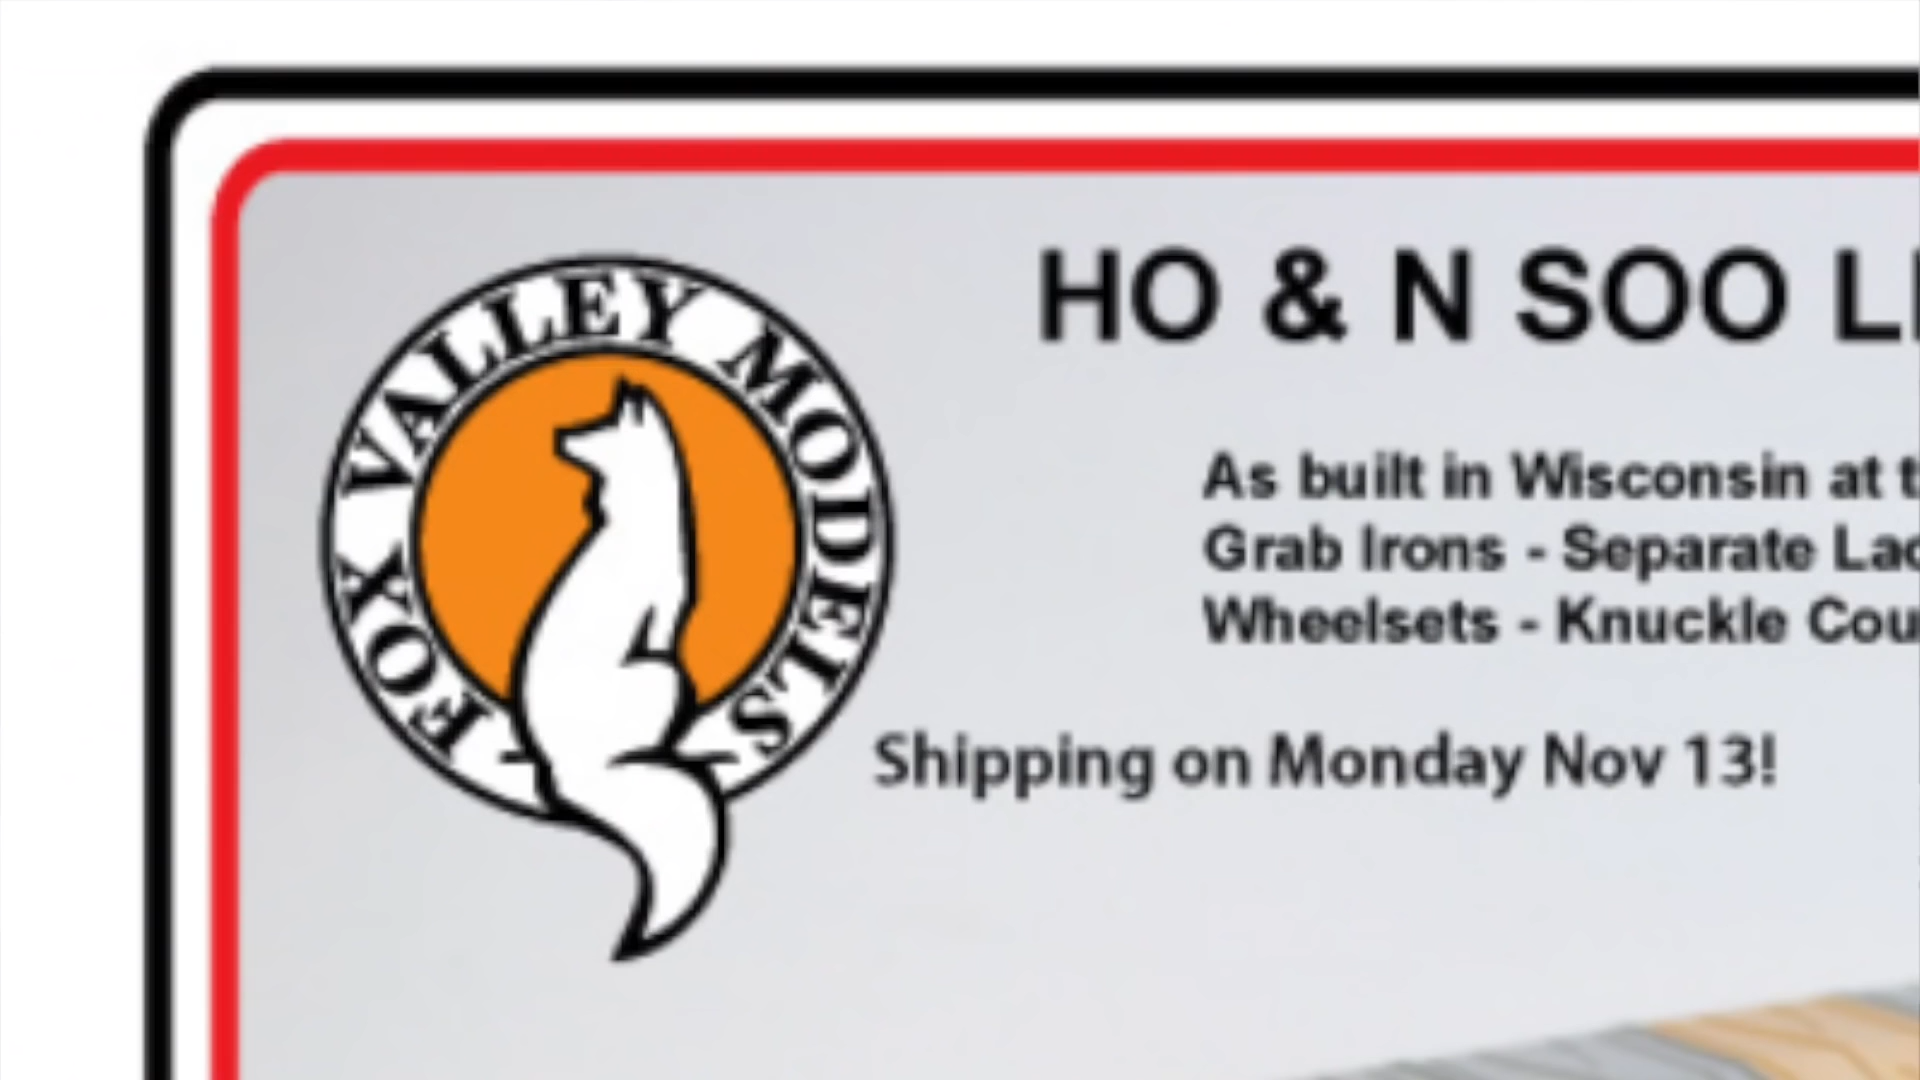 FOX VALLEY MODELS
HO & N SOO
As built in Wisconsin at
Grab Irons - Separate
Wheelsets - Knuckle
Shipping on Monday Nov 13!